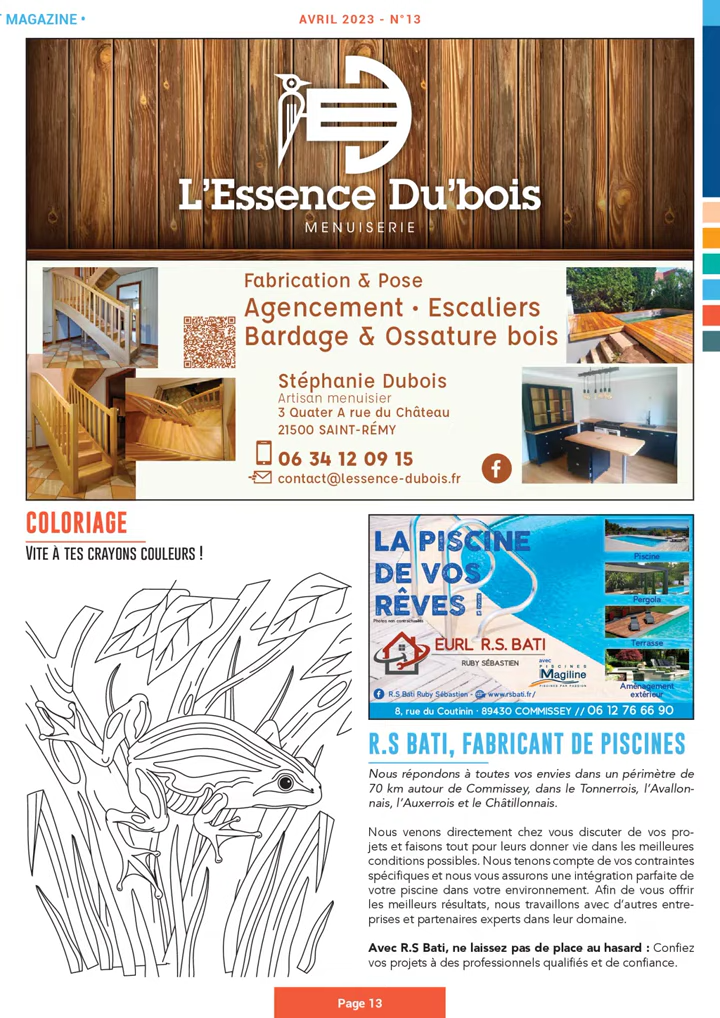 MAGAZINE •
AVRIL 2023 - N°13
L'Essence Du'bois
MENUISERIE
Fabrication & Pose
Agencement • Escaliers
Bardage & Ossature bois
Stéphanie Dubois
Artisan menuisier
3 Quater A rue du Château
21500 SAINT-RÉMY
06 34 12 09 15
contact@lessence-dubois.fr
COLORIAGE
VITE À TES CRAYONS COULEURS !
LA PISCINE
DE VOS
RÊVES !
Photos non contractuelles
EURL R.S. BATI
RUBY SÉBASTIEN
avec
PISCINES
Magiline
PISCINES PAR PASSION
Piscine
Pergola
Terrasse
Aménagement
extérieur
R.S Bati Ruby Sébastien - www.rsbati.fr/
8, rue du Coutinin · 89430 COMMISSEY // 06 12 76 66 90
R.S BATI, FABRICANT DE PISCINES
Nous répondons à toutes vos envies dans un périmètre de
70 km autour de Commissey, dans le Tonnerrois, l'Avallon-
nais, l'Auxerrois et le Châtillonnais.
Nous venons directement chez vous discuter de vos pro-
jets et faisons tout pour leurs donner vie dans les meilleures
conditions possibles. Nous tenons compte de vos contraintes
spécifiques et nous vous assurons une intégration parfaite de
votre piscine dans votre environnement. Afin de vous offrir
les meilleurs résultats, nous travaillons avec d'autres entre-
prises et partenaires experts dans leur domaine.
Avec R.S Bati, ne laissez pas de place au hasard : Confiez
vos projets à des professionnels qualifiés et de confiance.
Page 13